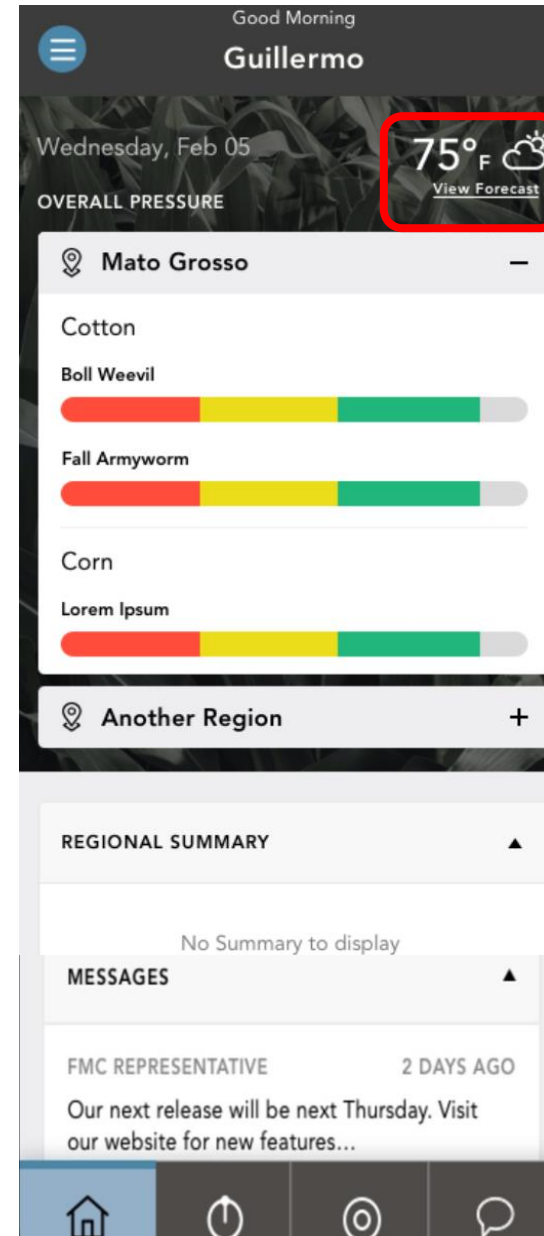 Good Morning
Guillermo
Wednesday, Feb 05
75°F
View Forecast
OVERALL PRESSURE
Mato Grosso
Cotton
Boll Weevil
Fall Armyworm
Corn
Lorem Ipsum
Another Region
REGIONAL SUMMARY
No Summary to display
MESSAGES
FMC REPRESENTATIVE 2 DAYS AGO
Our next release will be next Thursday. Visit
our website for new features...